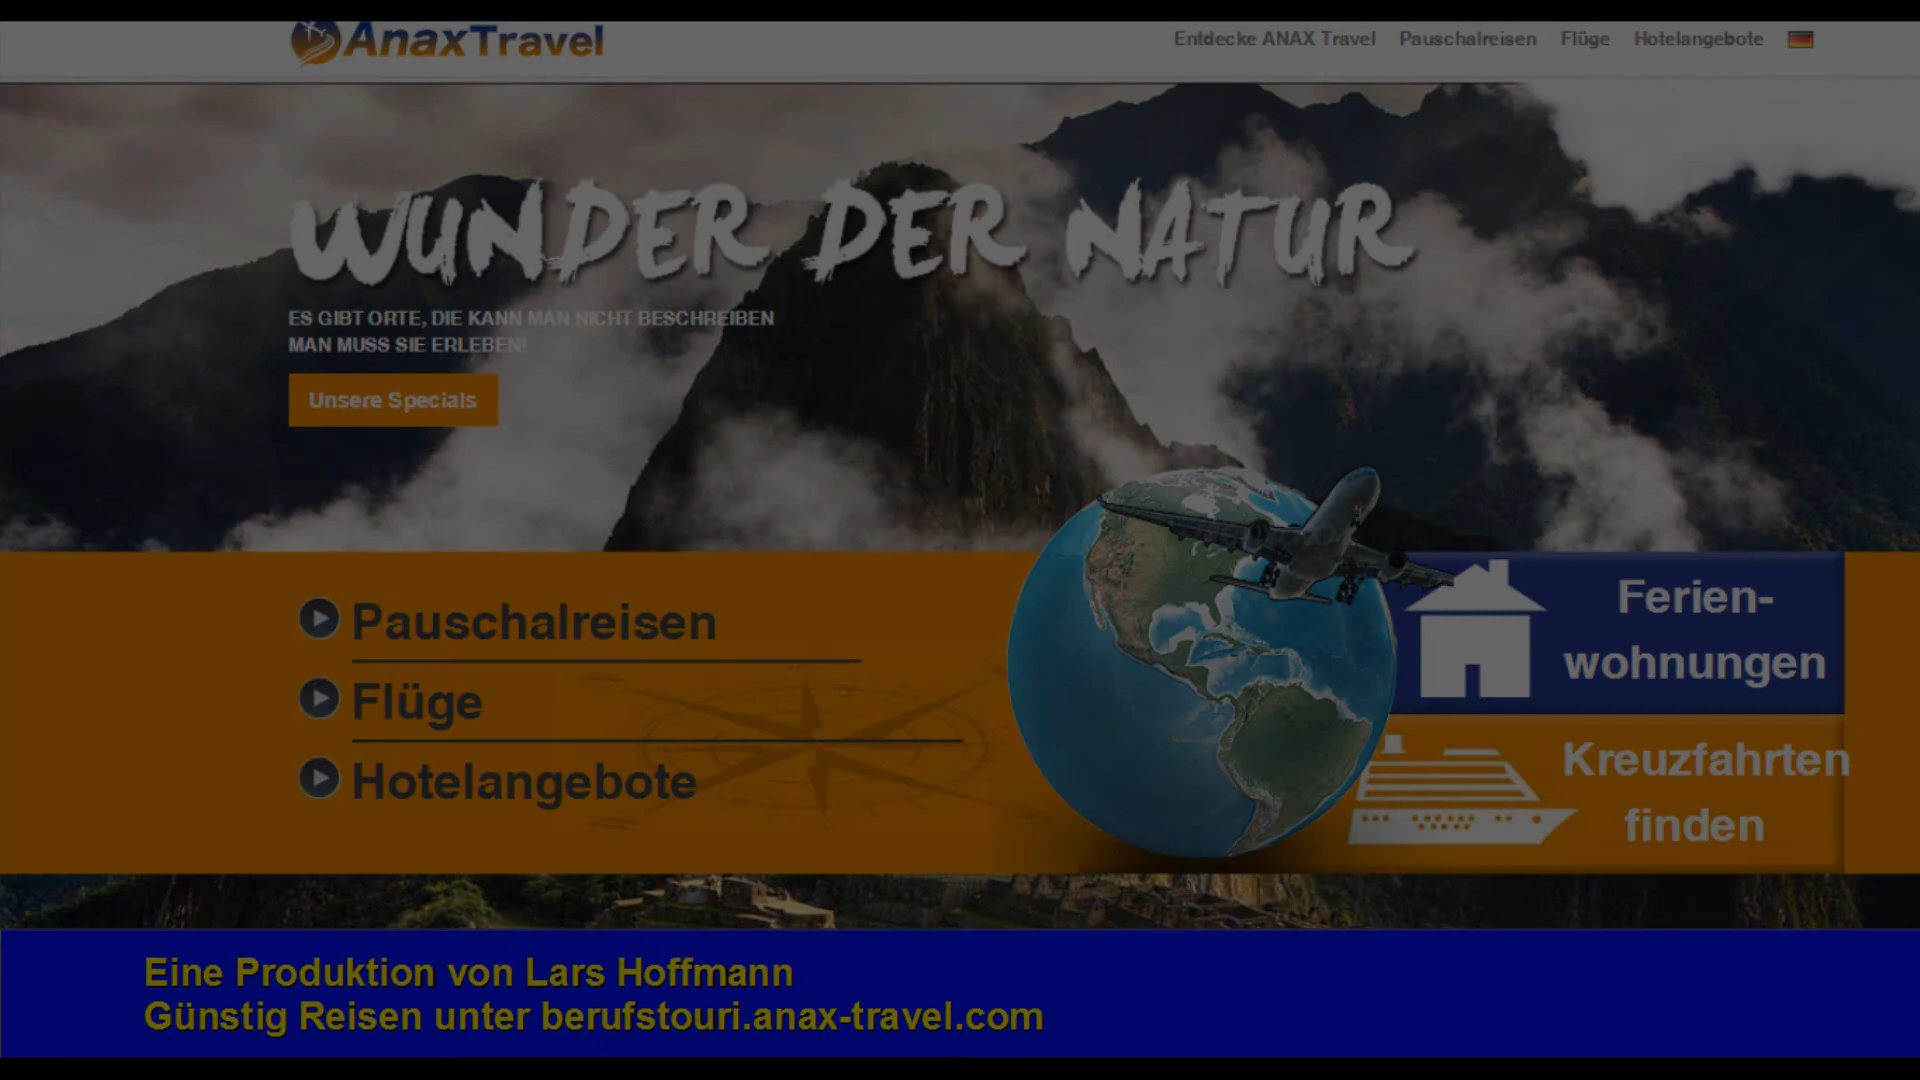 AnaxTravel
Entdecke ANAX Travel Pauschalreisen Flüge Hotelangebote
WUNDER DER NATUR
ES GIBT ORTE, DIE KANN MAN NICHT BESCHREIBEN
MAN MUSS SIE ERLEBEN!
Unsere Specials
Pauschalreisen
Flüge
Hotelangebote
Ferien-
wohnungen
Kreuzfahrten
finden
Eine Produktion von Lars Hoffmann
Günstig Reisen unter berufstouri.anax-travel.com